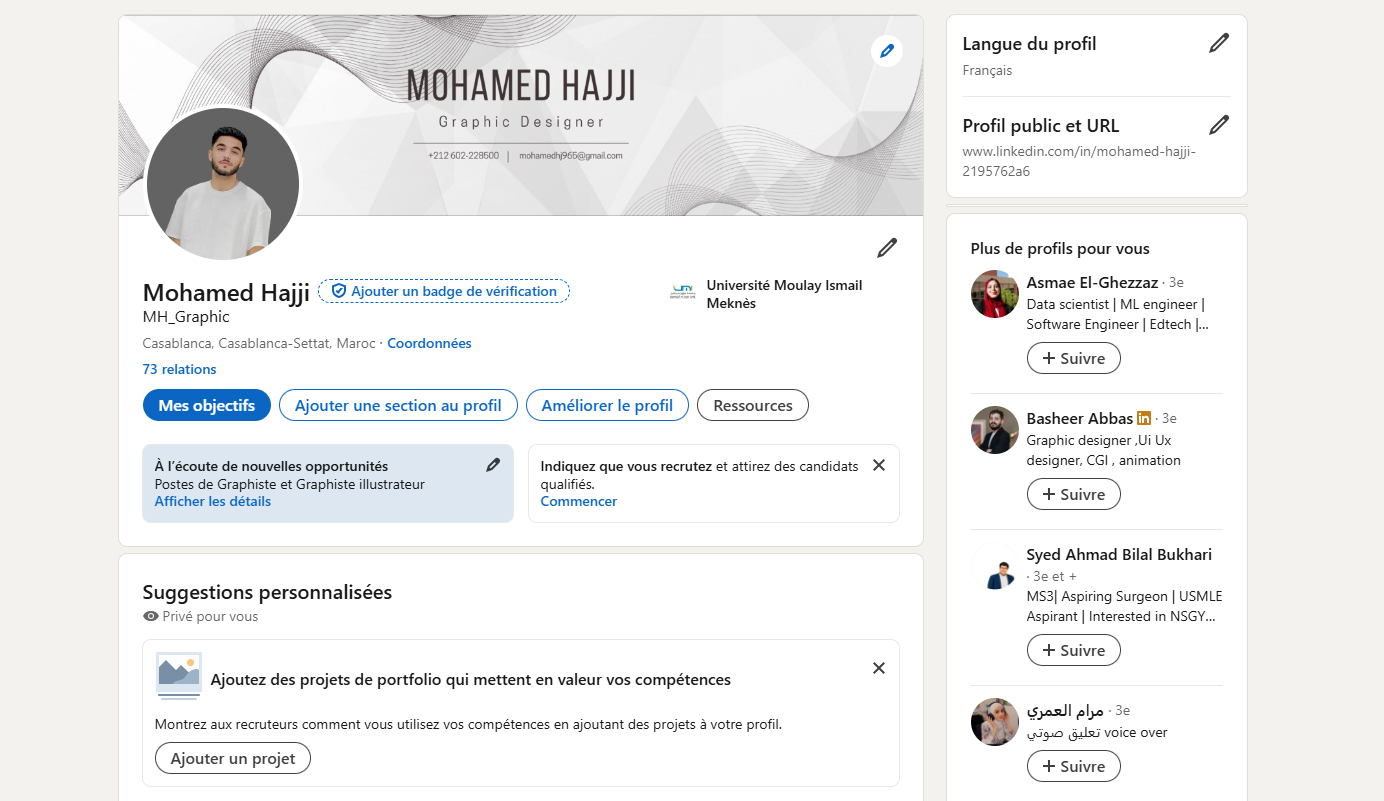 MOHAMED HAJJI
Graphic Designer
+212 602-228500 | mohamedhj965@gmail.com
Mohamed Hajji
Ajouter un badge de vérification
MH_Graphic
Casablanca, Casablanca-Settat, Maroc · Coordonnées
73 relations
Université Moulay Ismail
Meknès
Mes objectifs
Ajouter une section au profil
Améliorer le profil
Ressources
À l’écoute de nouvelles opportunités
Postes de Graphiste et Graphiste illustrateur
Afficher les détails
Indiquez que vous recrutez et attirez des candidats
qualifiés.
Commencer
Suggestions personnalisées
Privé pour vous
Ajoutez des projets de portfolio qui mettent en valeur vos compétences
Montrez aux recruteurs comment vous utilisez vos compétences en ajoutant des projets à votre profil.
Ajouter un projet
Langue du profil
Français
Profil public et URL
www.linkedin.com/in/mohamed-hajji-
2195762a6
Plus de profils pour vous
Asmae El-Ghezzaz · 3e
Data scientist | ML engineer |
Software Engineer | Edtech |...
+ Suivre
Basheer Abbas in · 3e
Graphic designer ,Ui Ux
designer, CGI , animation
+ Suivre
Syed Ahmad Bilal Bukhari
· 3e et +
MS3| Aspiring Surgeon | USMLE
Aspirant | Interested in NSGY...
+ Suivre
مرام العمري · 3e
تعليق صوتي voice over
+ Suivre